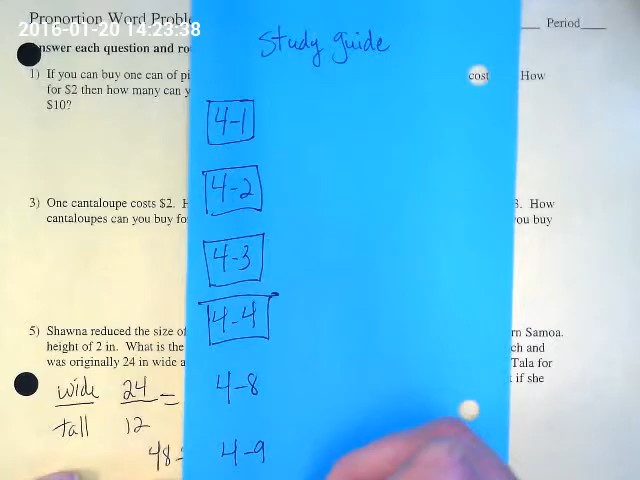 Proportion Word Probl
2016-01-20 14:23:38
Period
nswer each question and ro
Study guide
1) If you can buy one can of pi
cost
How
for $2 then how many can y
$10?
4-1
4-2
3) One cantaloupe costs $2. H
3. How
cantaloupes can you buy fo
ou buy
4-3
4-4
5) Shawna reduced the size of
rn Samoa.
height of 2 in. What is the
ch and
was originally 24 in wide a
Tala for
if she
wide 24 =
tall 12
4-8
48
4-9